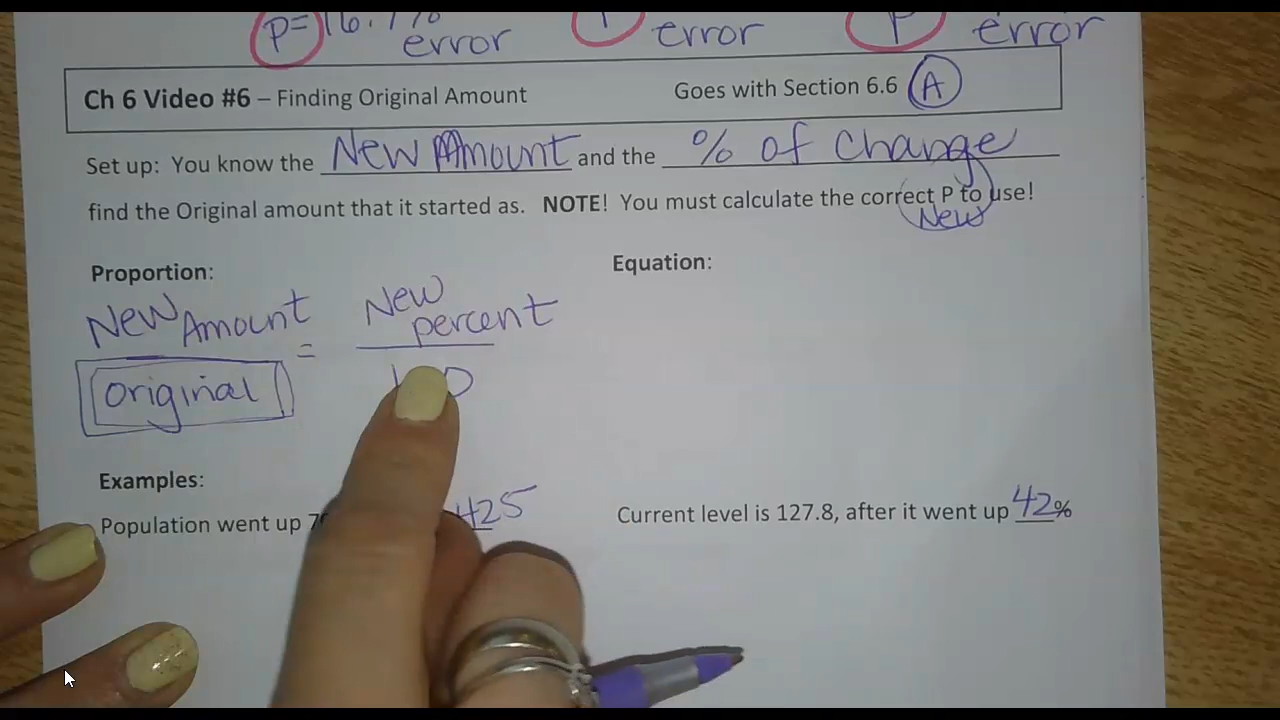 P= 16.7% error error P error
Ch 6 Video #6 – Finding Original Amount Goes with Section 6.6 A
Set up: You know the New Amount and the % of change
find the Original amount that it started as. NOTE! You must calculate the correct P to use!
New
Proportion: Equation:
New Amount = New percent
Original
Examples:
Population went up 425 Current level is 127.8, after it went up 42%